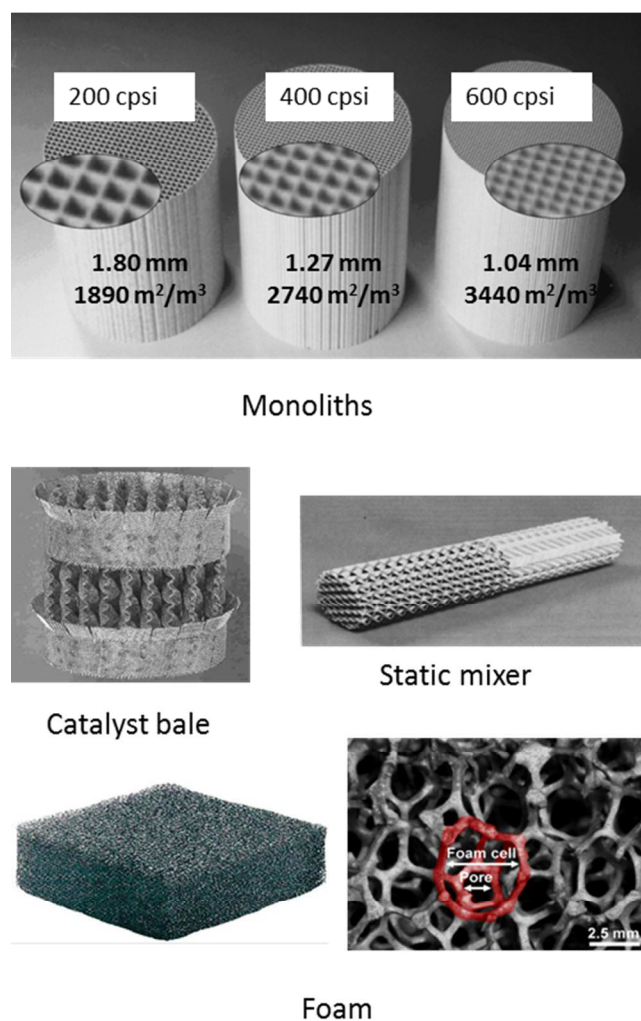 200 cpsi
400 cpsi
600 cpsi
1.80 mm
1890 m²/m³
1.27 mm
2740 m²/m³
1.04 mm
3440 m²/m³
Monoliths
Static mixer
Catalyst bale
Foam cell
Pore
2.5 mm
Foam